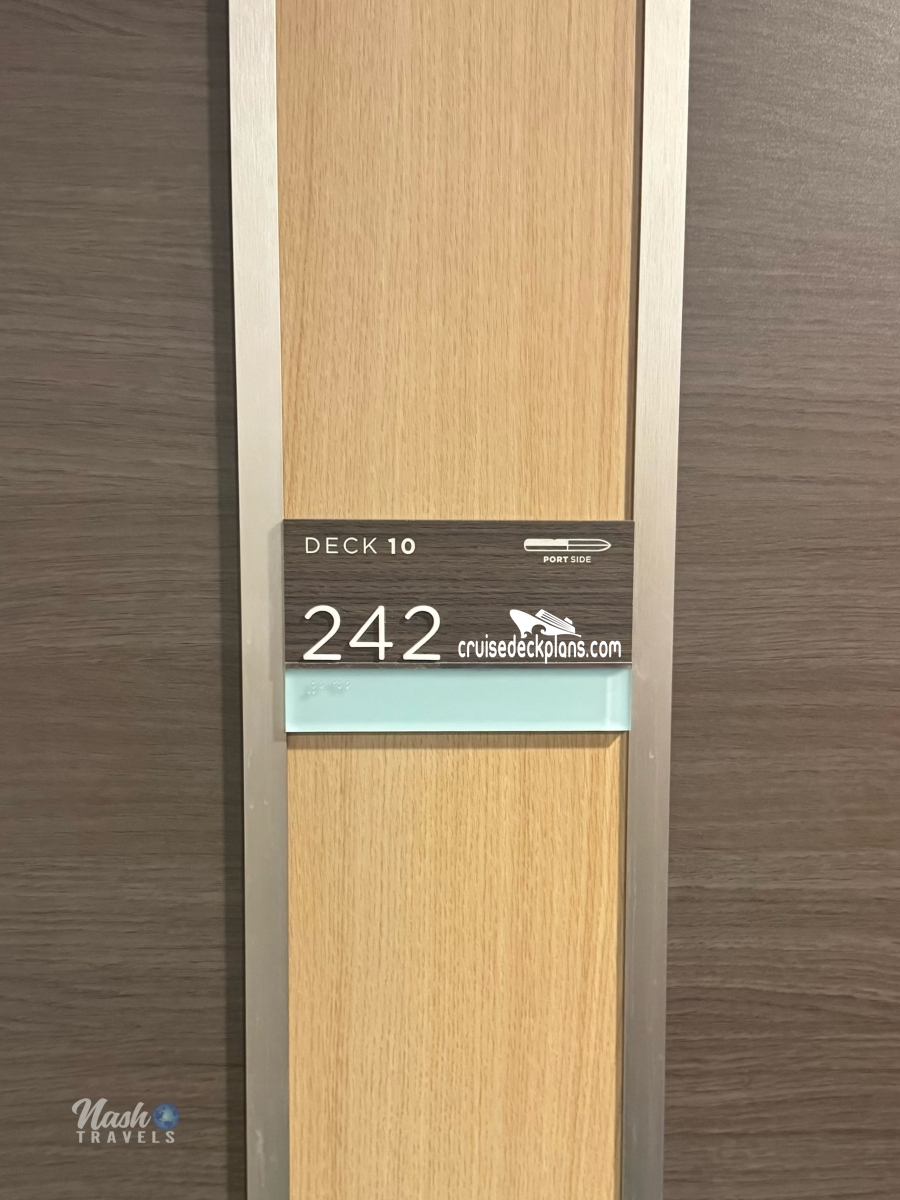 DECK 10
PORT SIDE
242
cruisedeckplans.com
Nash
TRAVELS